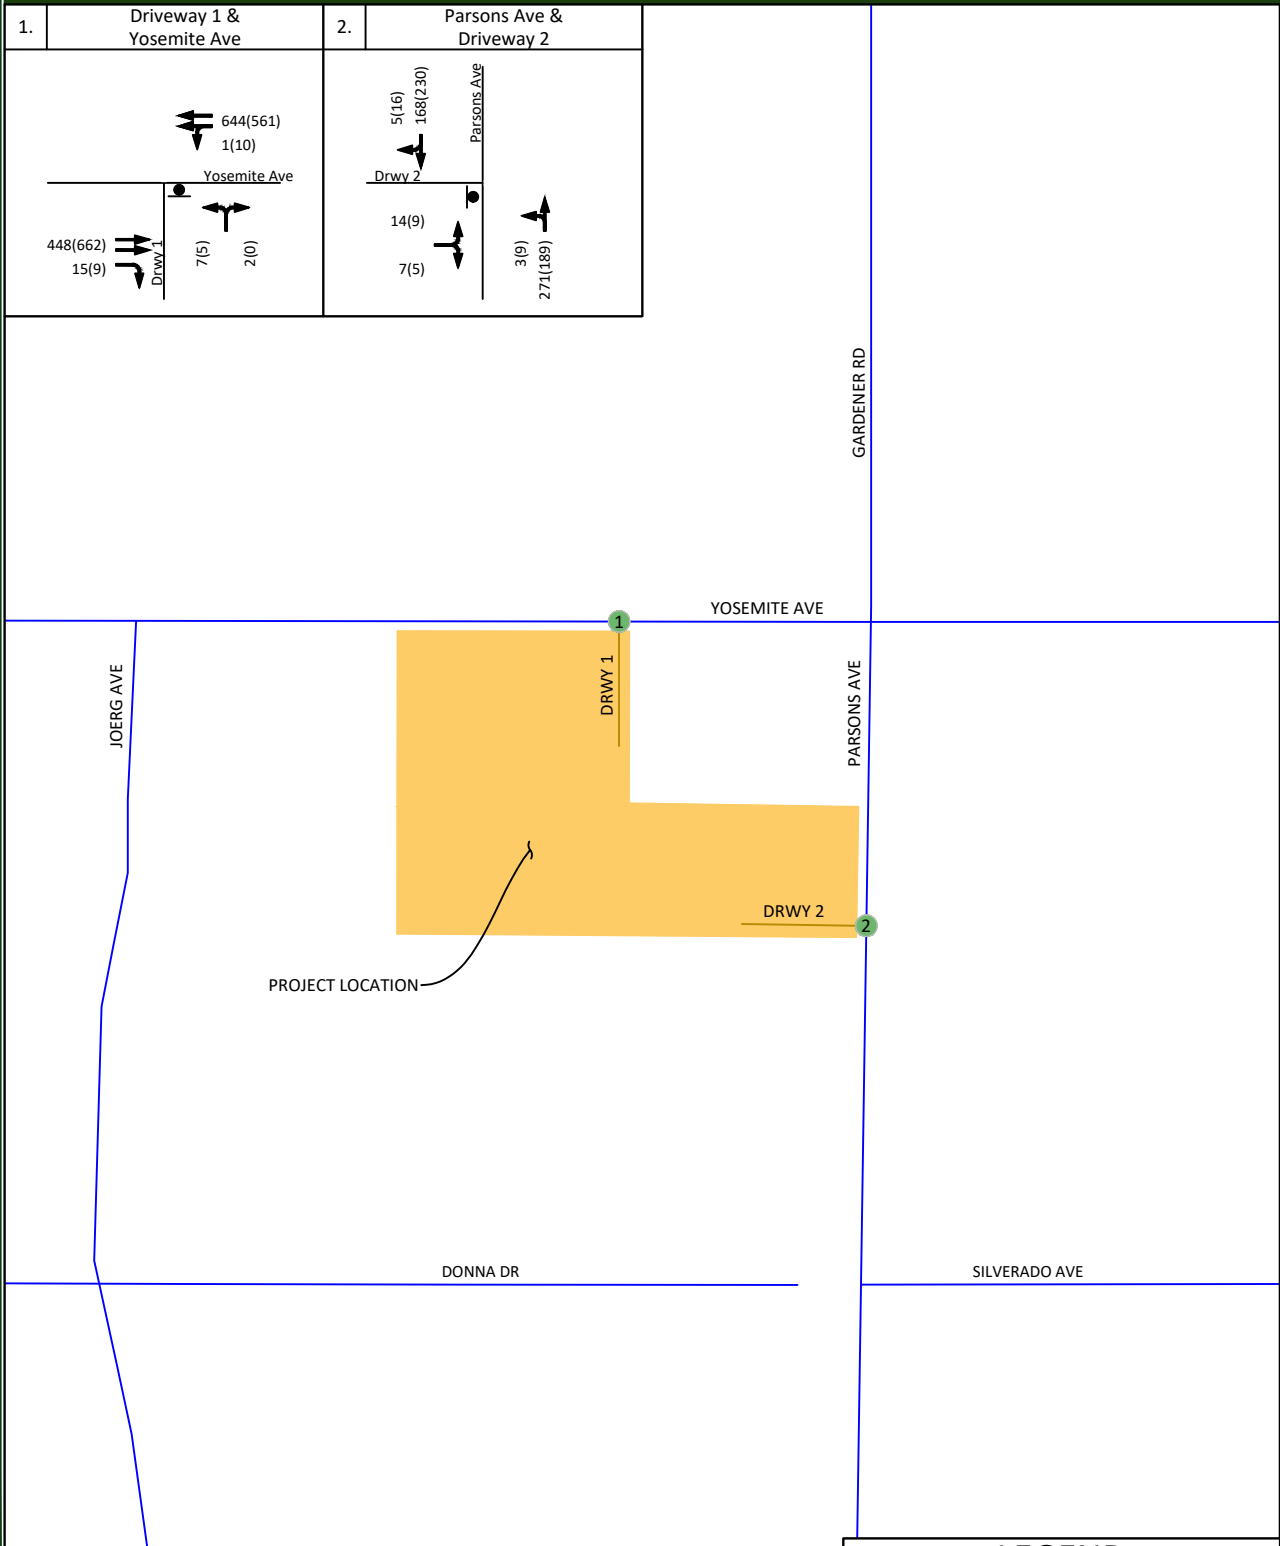 1.
Driveway 1 &
Yosemite Ave
2.
Parsons Ave &
Driveway 2
644(561)
1(10)
Yosemite Ave
448(662)
15(9)
Drwy 1
7(5)
2(0)
5(16)
168(230)
Parsons Ave
Drwy 2
14(9)
7(5)
3(9)
271(189)
GARDENER RD
YOSEMITE AVE
1
JOERG AVE
DRWY 1
PARSONS AVE
DRWY 2
2
PROJECT LOCATION
DONNA DR
SILVERADO AVE
LEGEND